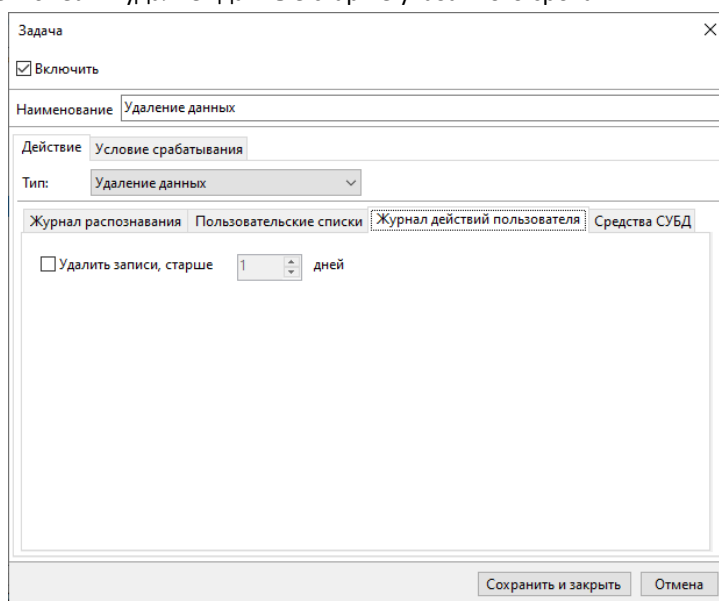 Задача
Включить
Наименование Удаление данных
Действие Условие срабатывания
Тип: Удаление данных
Журнал распознавания Пользовательские списки Журнал действий пользователя Средства СУБД
Удалить записи, старше 1 дней
Сохранить и закрыть Отмена